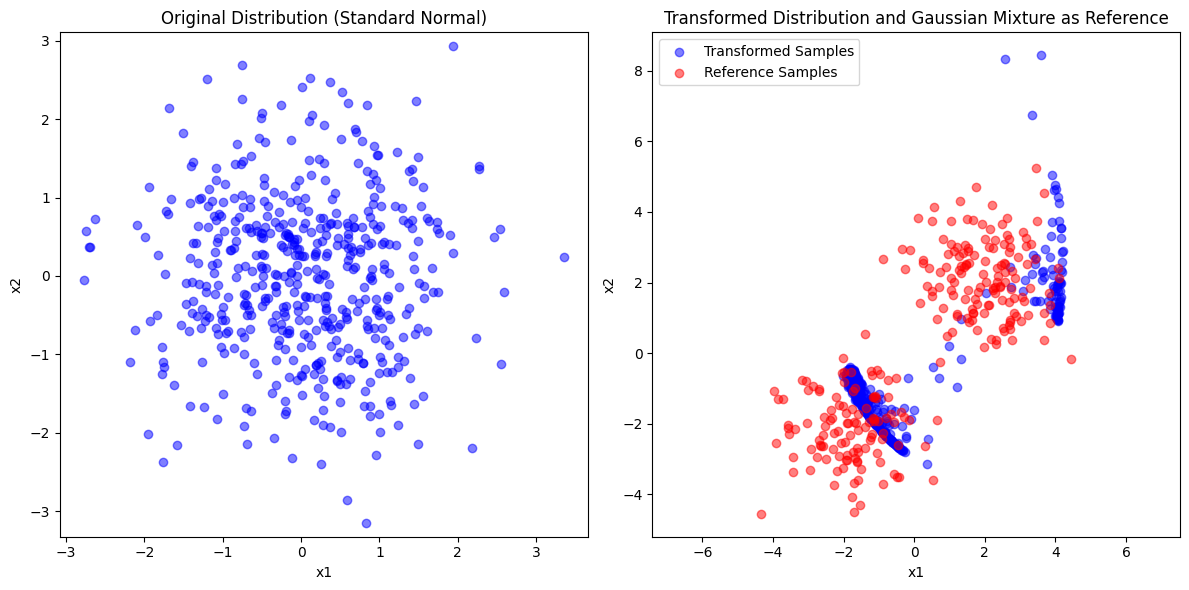 Original Distribution (Standard Normal)
3
2
1
0
−1
−2
−3
x2
−3 −2 −1 0 1 2 3
x1
Transformed Distribution and Gaussian Mixture as Reference
Transformed Samples
Reference Samples
8
6
4
2
0
−2
−4
x2
−6 −4 −2 0 2 4 6
x1